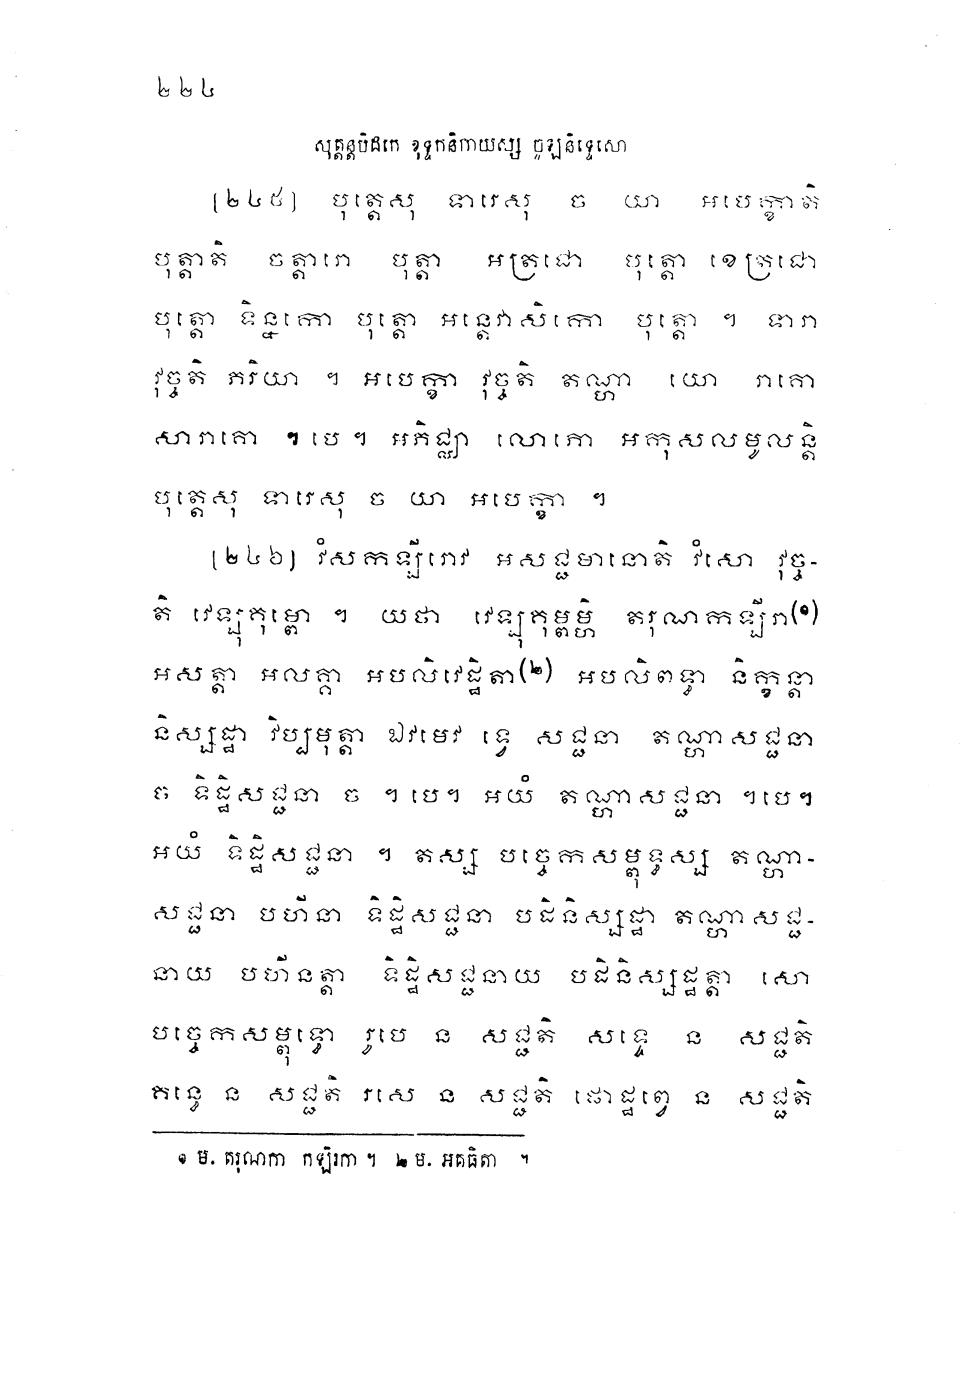 ២២៤
សុត្តន្តបិដកេ ខុទ្ទកនិកាយស្ស ចូឡនិទ្ទេសោ
[២៤៥] បុត្តេសុ ទារេសុ ច យា អបេក្ខាតិ
បុត្តាតិ ចត្តារោ បុត្តា អត្រជោ បុត្តោ ខេត្រជោ
បុត្តោ ទិន្នកោ បុត្តោ អន្តេវាសិកោ បុត្តោ ។ ទារា
វុច្ចតិ ភរិយា ។ អបេក្ខា វុច្ចតិ តណ្ហា យោ រាគោ
សារាគោ ។ បេ ។ អភិជ្ឈា លោភោ អកុសលមូលន្តិ
បុត្តេសុ ទារេសុ ច យា អបេក្ខា ។
[២៤៦] វំសកឡីរោវ អសជ្ជមានោតិ វំសោ វុច្ច-
តិ វេឡុគុម្ពោ ។ យថា វេឡុគុម្ពម្ហិ តរុណកឡីរា(១)
អសត្តា អលគ្គា អបលិវេដ្ឋិតា(២) អបលិពទ្ធា និក្ខន្តា
និស្សដ្ឋា វិប្បមុត្តា ឯវមេវ ទ្វេ សជ្ជនា តណ្ហាសជ្ជនា
ច ទិដ្ឋិសជ្ជនា ច ។ បេ ។ អយំ តណ្ហាសជ្ជនា ។ បេ ។
អយំ ទិដ្ឋិសជ្ជនា ។ តស្ស បច្ចេកសម្ពុទ្ធស្ស តណ្ហា-
សជ្ជនា បហីនា ទិដ្ឋិសជ្ជនា បដិនិស្សដ្ឋា តណ្ហាសជ្ជ-
នាយ បហីនត្តា ទិដ្ឋិសជ្ជនាយ បដិនិស្សដ្ឋត្តា សោ
បច្ចេកសម្ពុទ្ធោ រូបេ ន សជ្ជតិ សទ្ទេ ន សជ្ជតិ
គន្ធេ ន សជ្ជតិ រសេ ន សជ្ជតិ ផោដ្ឋព្វេ ន សជ្ជតិ
១ ម. តរុណកា កឡិរកា ។ ២ ម. អគធិតា ។